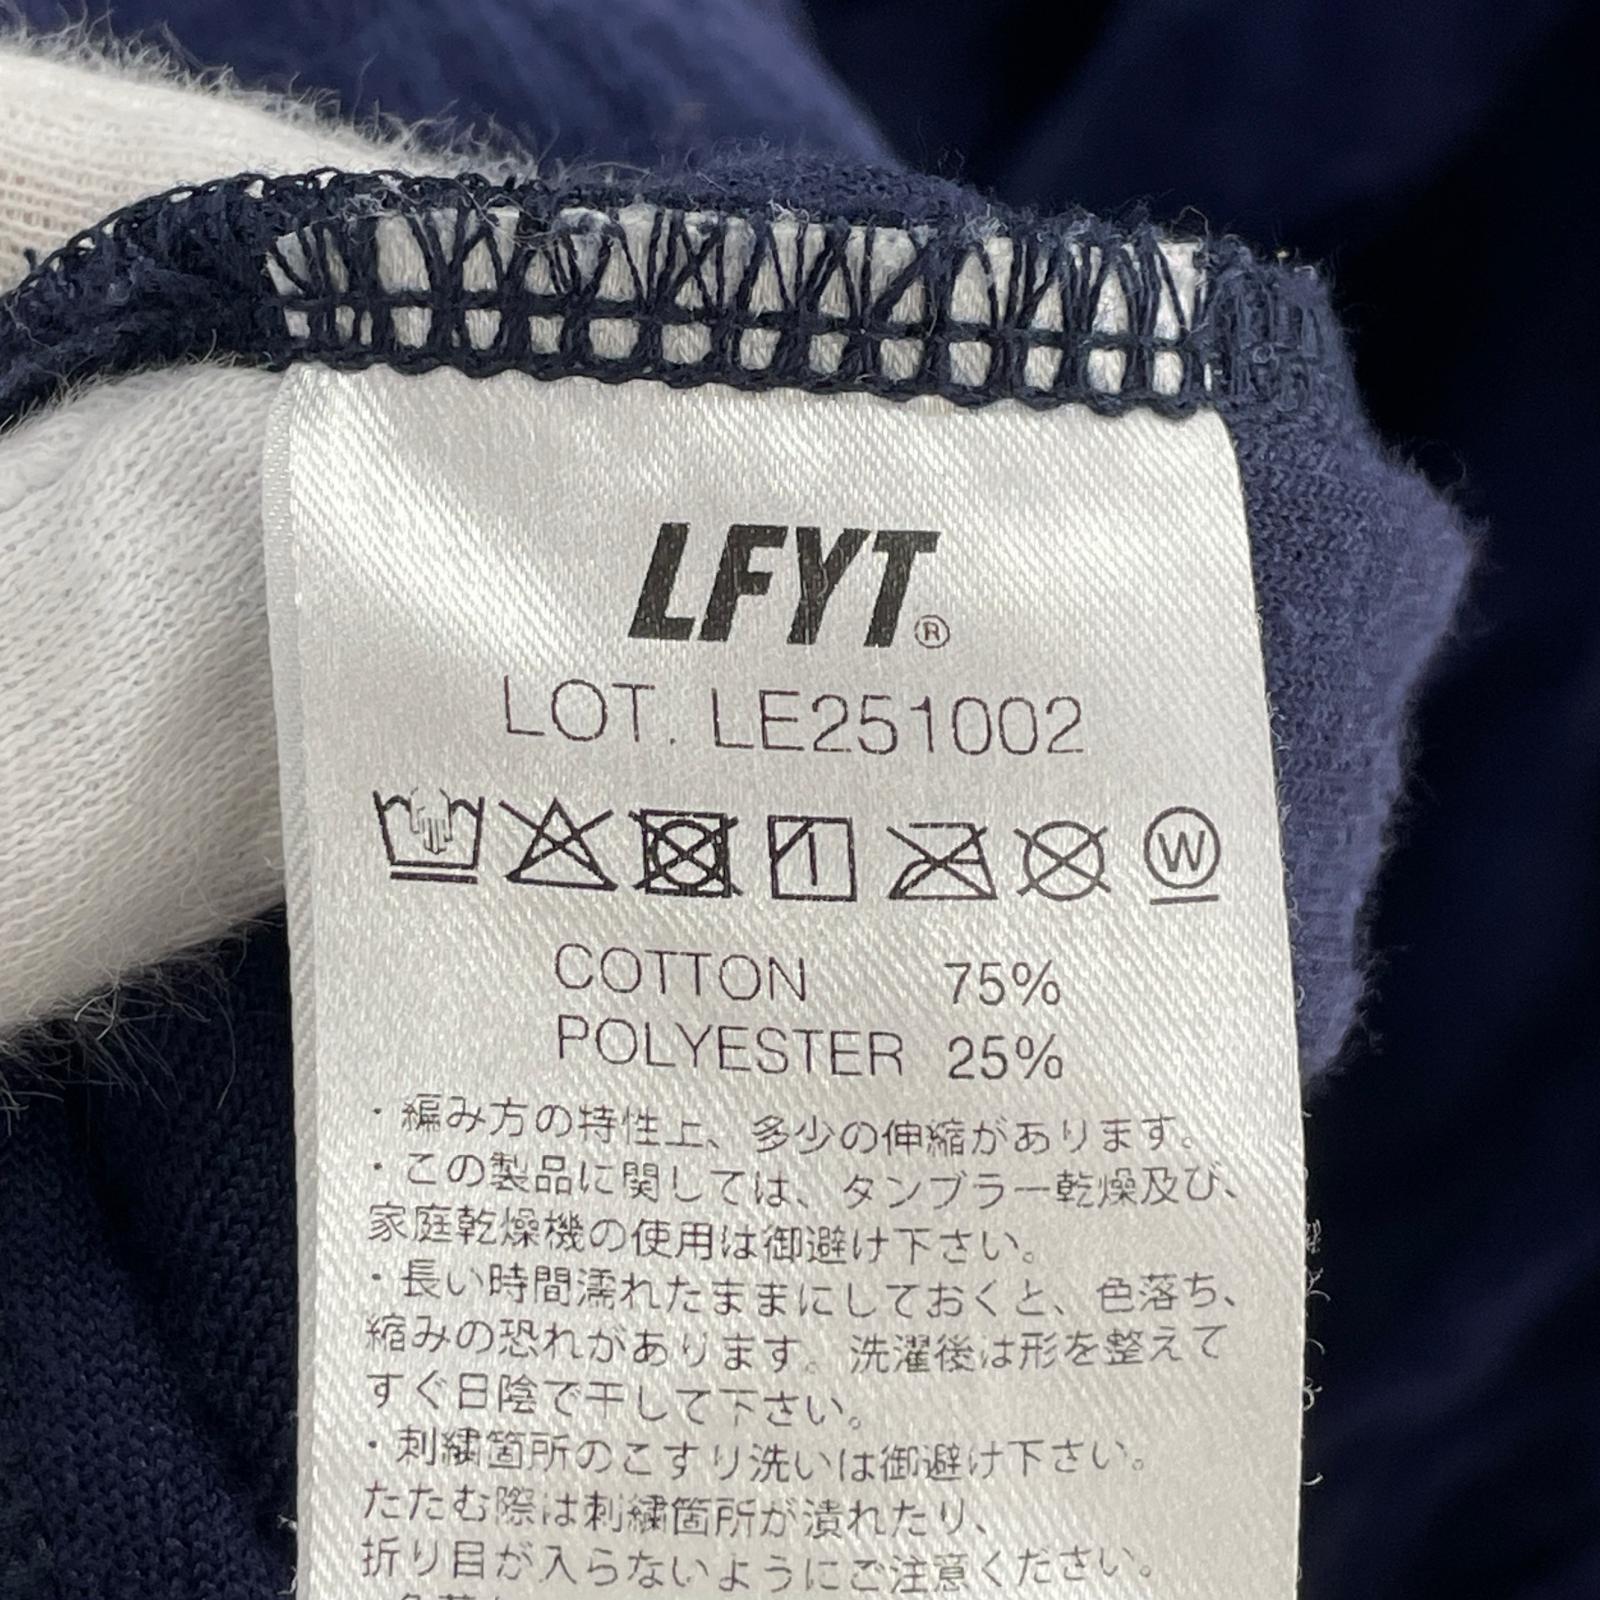 LFYT®
LOT. LE251002
W
COTTON 75%
POLYESTER 25%
・編み方の特性上、多少の伸縮があります。
・この製品に関しては、タンブラー乾燥及び、
家庭乾燥機の使用は御避け下さい。
・長い時間濡れたままにしておくと、色落ち、
縮みの恐れがあります。洗濯後は形を整えて
すぐ日陰で干して下さい。
・刺繍箇所のこすり洗いは御避け下さい。
たたむ際は刺繍箇所が潰れたり、
折り目が入らないようにご注意ください。